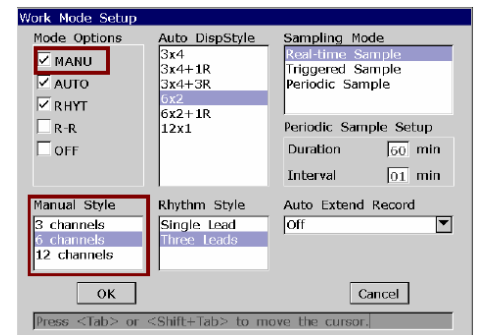 Work Mode Setup
Mode Options
MANU
AUTO
RHYT
R-R
OFF
Auto DispStyle
3x4
3x4+1R
3x4+3R
6x2
6x2+1R
12x1
Sampling Mode
Real-time Sample
Triggered Sample
Periodic Sample
Periodic Sample Setup
Duration 60 min
Interval 01 min
Manual Style
3 channels
6 channels
12 channels
Rhythm Style
Single Lead
Three Leads
Auto Extend Record
Off
OK
Cancel
Press <Tab> or <Shift+Tab> to move the cursor.